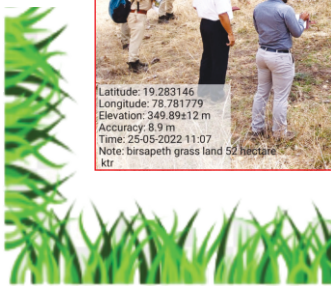 Latitude: 19.283146
Longitude: 78.781779
Elevation: 349.89±12 m
Accuracy: 8.9 m
Time: 25-05-2022 11:07
Note: birsapeth grass land 52 hectare
ktr